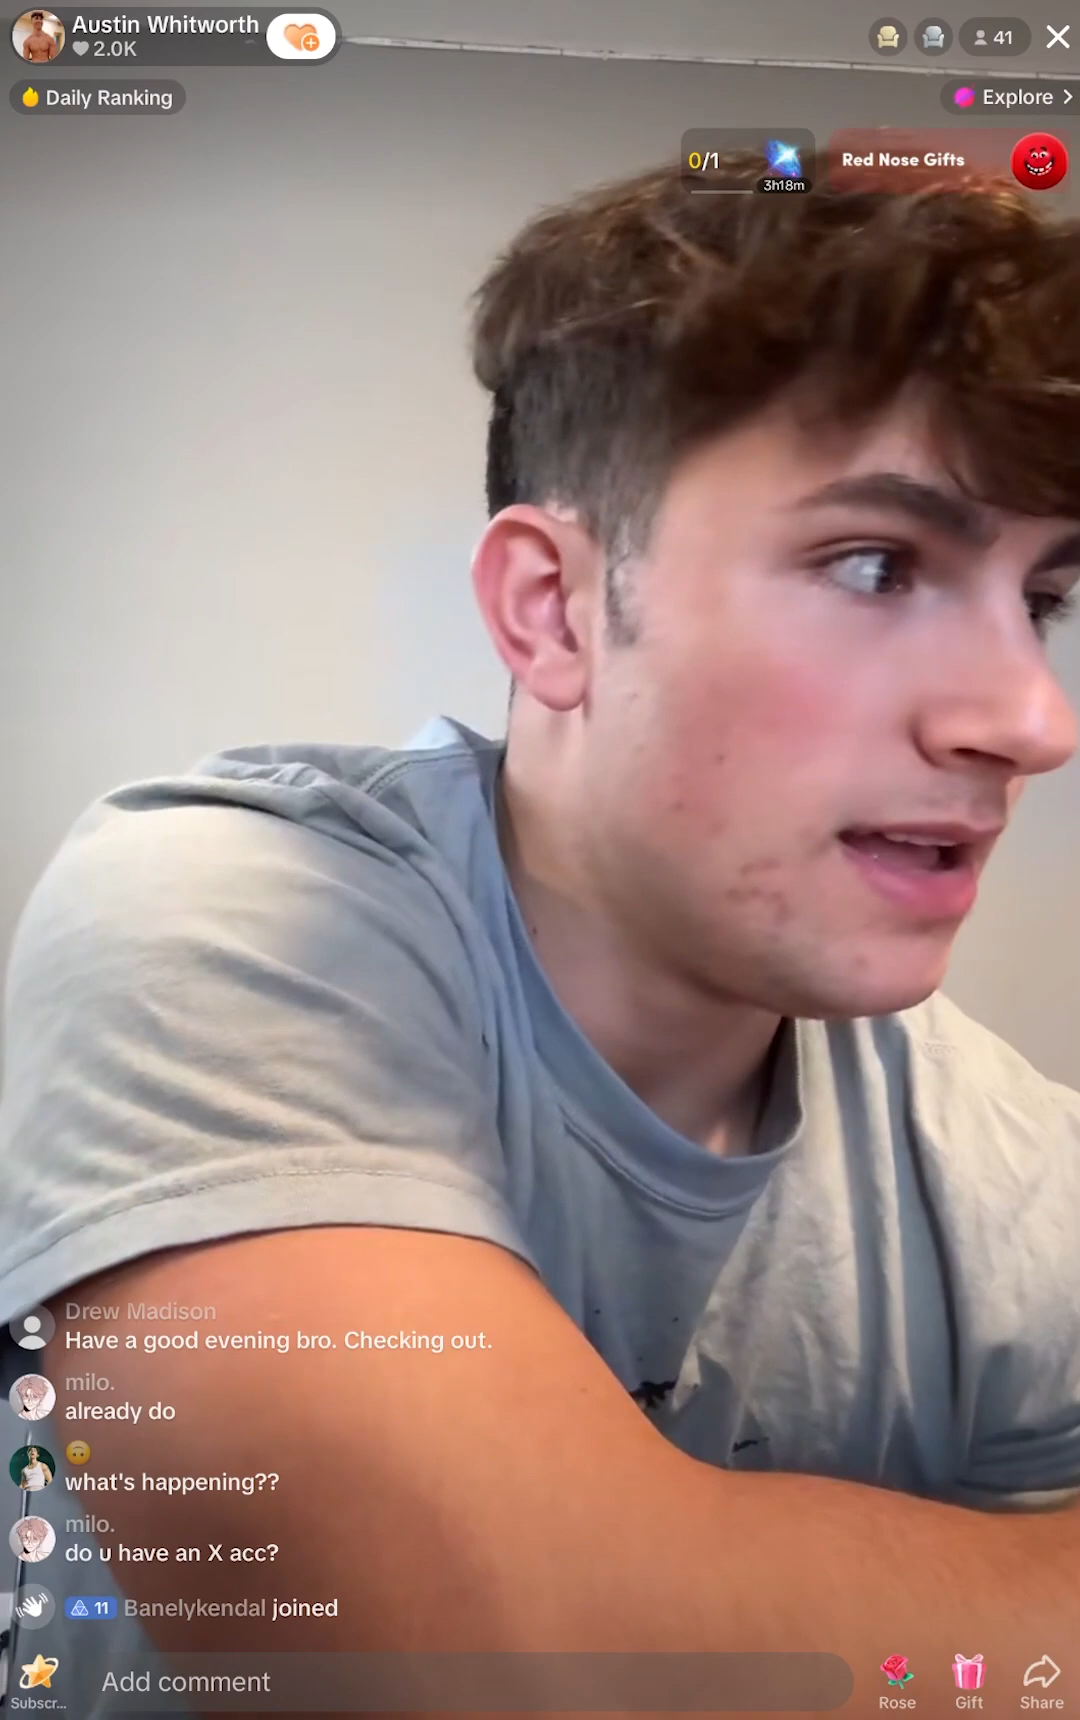 Austin Whitworth
2.0K
41
Daily Ranking
Explore
0/1
3h18m
Red Nose Gifts
Drew Madison
Have a good evening bro. Checking out.
milo.
already do
🙃
what's happening??
milo.
do u have an X acc?
11 Banelykendal joined
Subscr...
Add comment
Rose
Gift
Share